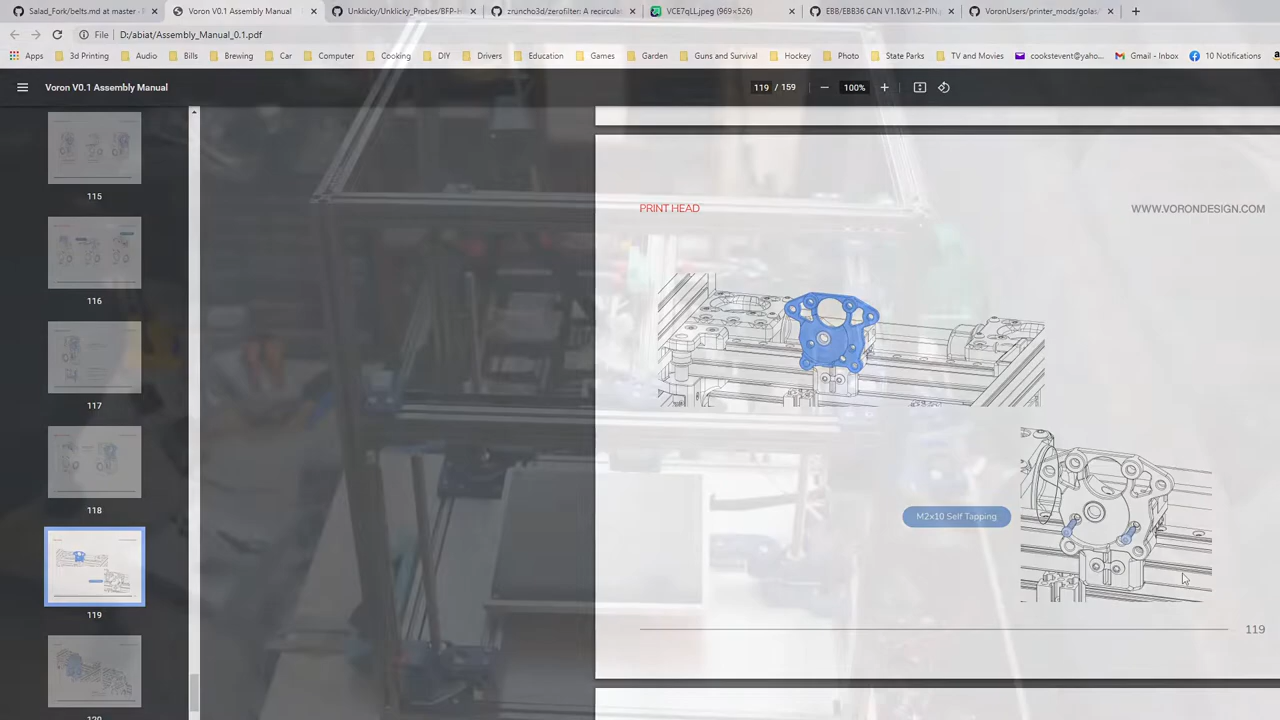 Salad_Fork/belts.md at master · P
Voron V0.1 Assembly Manual
Unklicky/Unklicky_Probes/BFP-H
zruncho3d/zerofilter: A recirculat
VCE7qLL.jpeg (969×526)
EBB/EBB36 CAN V1.1&V1.2-PIN.p
VoronUsers/printer_mods/golas
File
D:/abiat/Assembly_Manual_0.1.pdf
Apps
3d Printing
Audio
Bills
Brewing
Car
Computer
Cooking
DIY
Drivers
Education
Games
Garden
Guns and Survival
Hockey
Photo
State Parks
TV and Movies
cookstevent@yaho...
Gmail - Inbox
10 Notifications
Voron V0.1 Assembly Manual
119 / 159
100%
115
116
117
118
119
120
PRINT HEAD
WWW.VORONDESIGN.COM
M2x10 Self Tapping
119